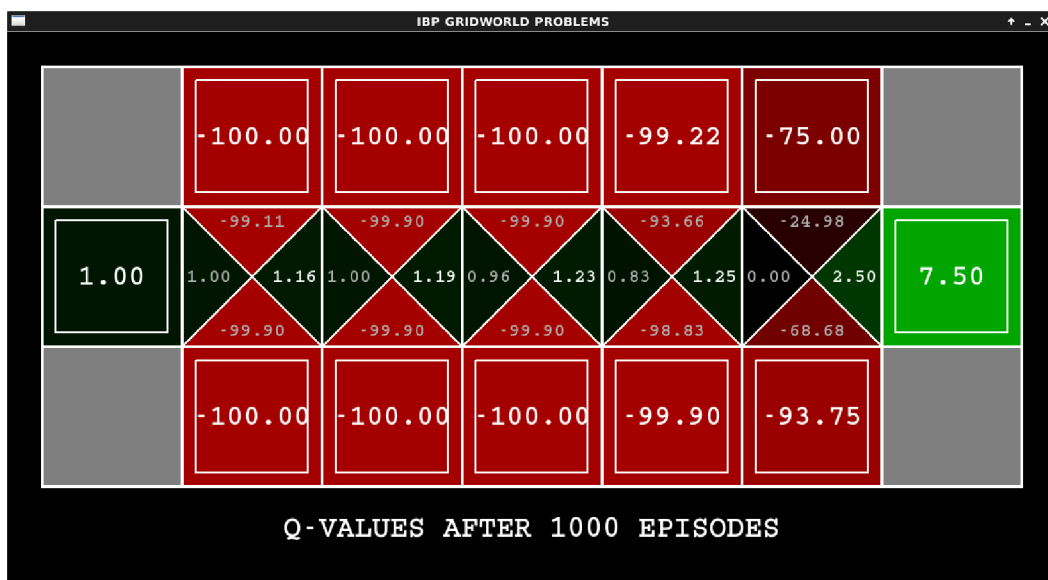 IBP GRIDWORLD PROBLEMS
-100.00 -100.00 -100.00 -99.22 -75.00
-99.11 -99.90 -99.90 -93.66 -24.98
1.00 1.00 1.16 1.00 1.19 0.96 1.23 0.83 1.25 0.00 2.50 7.50
-99.90 -99.90 -99.90 -98.83 -68.68
-100.00 -100.00 -100.00 -99.90 -93.75
Q-VALUES AFTER 1000 EPISODES